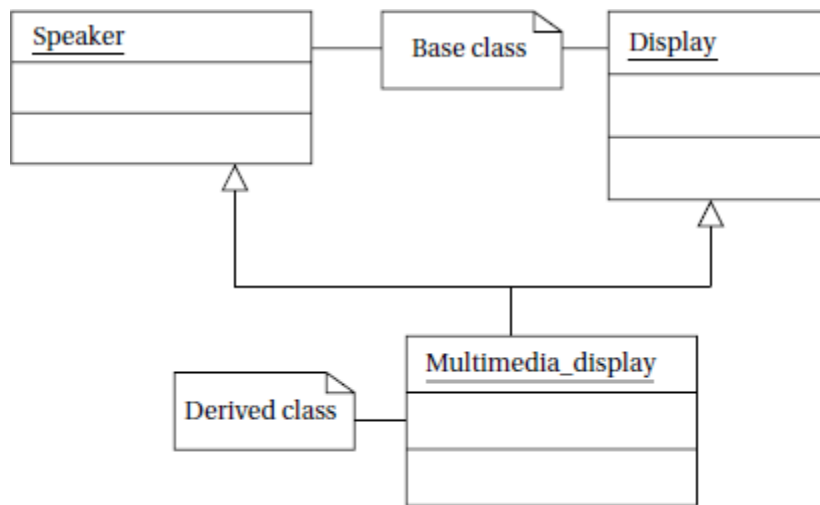 Speaker
Base class
Display
Multimedia_display
Derived class